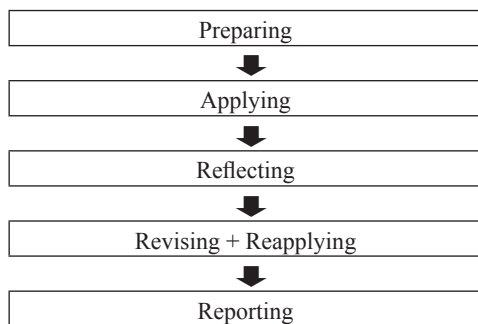 Preparing
Applying
Reflecting
Revising + Reapplying
Reporting